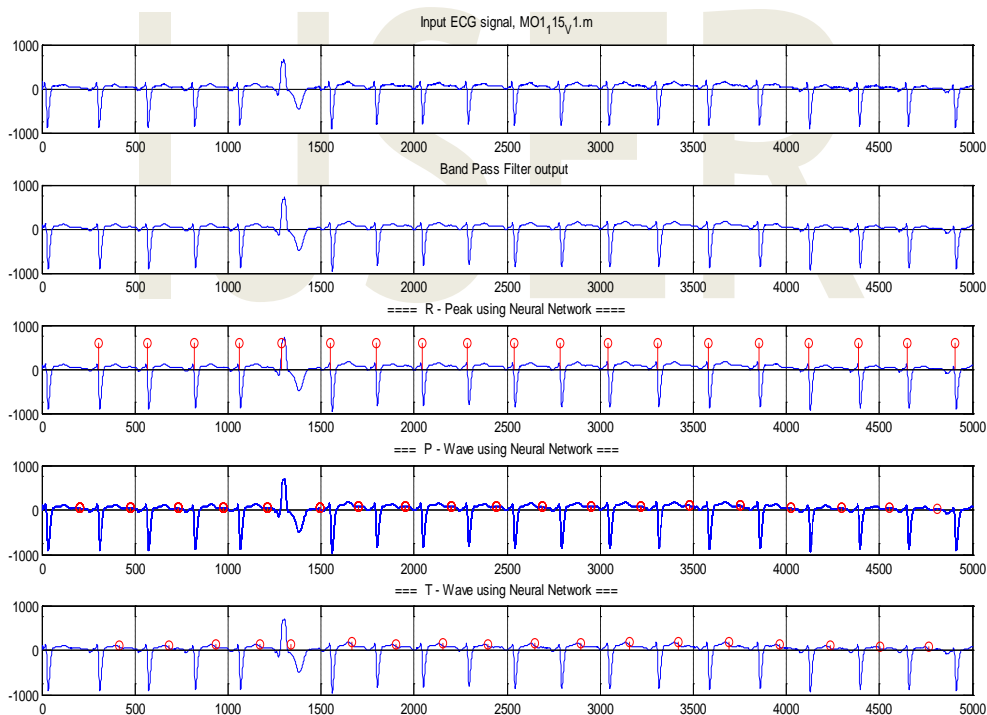 IJSER
Input ECG signal, MO1₁15ᵥ1.m
1000
0
-1000
0 500 1000 1500 2000 2500 3000 3500 4000 4500 5000
Band Pass Filter output
1000
0
-1000
0 500 1000 1500 2000 2500 3000 3500 4000 4500 5000
==== R - Peak using Neural Network ====
1000
0
-1000
0 500 1000 1500 2000 2500 3000 3500 4000 4500 5000
=== P - Wave using Neural Network ===
1000
0
-1000
0 500 1000 1500 2000 2500 3000 3500 4000 4500 5000
=== T - Wave using Neural Network ===
1000
0
-1000
0 500 1000 1500 2000 2500 3000 3500 4000 4500 5000